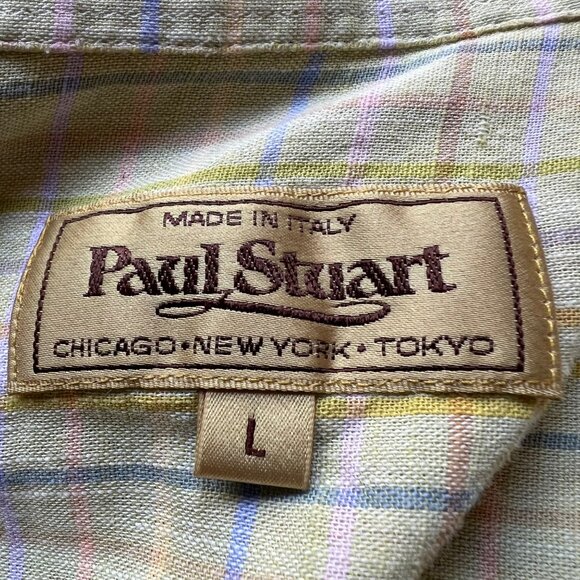 MADE IN ITALY
Paul Stuart
CHICAGO • NEW YORK • TOKYO
L